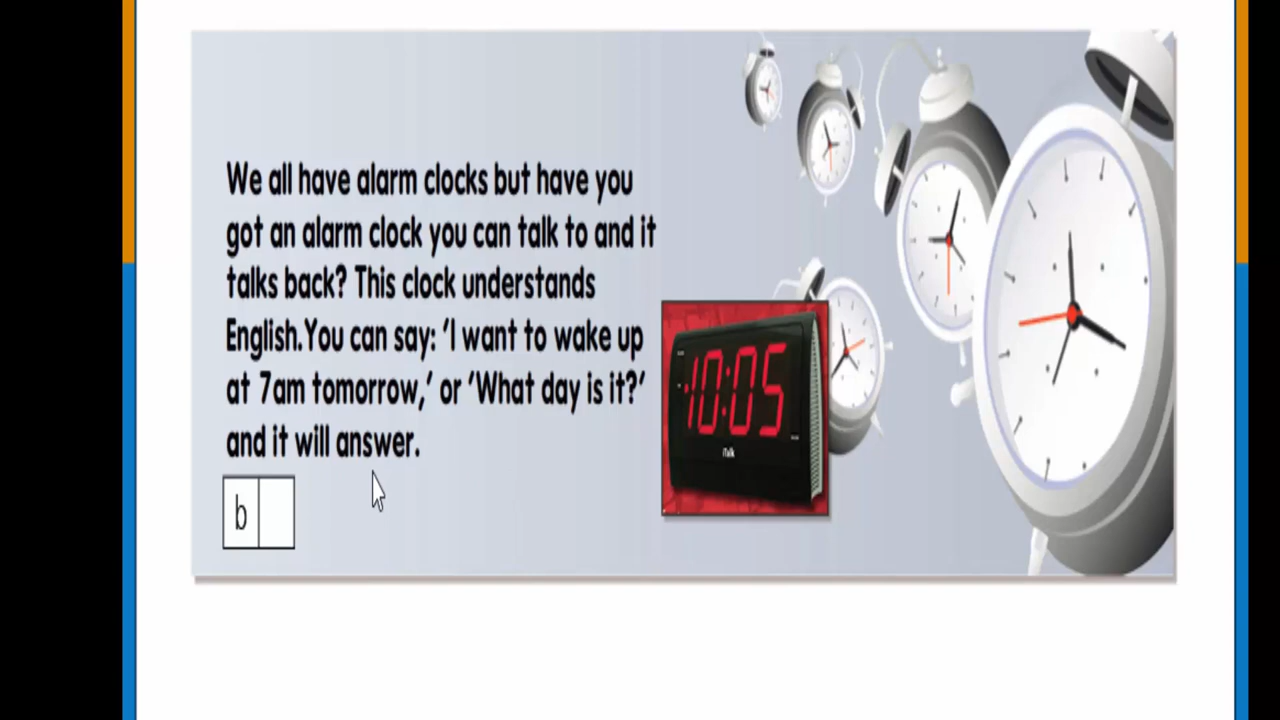 We all have alarm clocks but have you
got an alarm clock you can talk to and it
talks back? This clock understands
English.You can say: ‘I want to wake up
at 7am tomorrow,’ or ‘What day is it?’
and it will answer.
10:05
iTalk
b